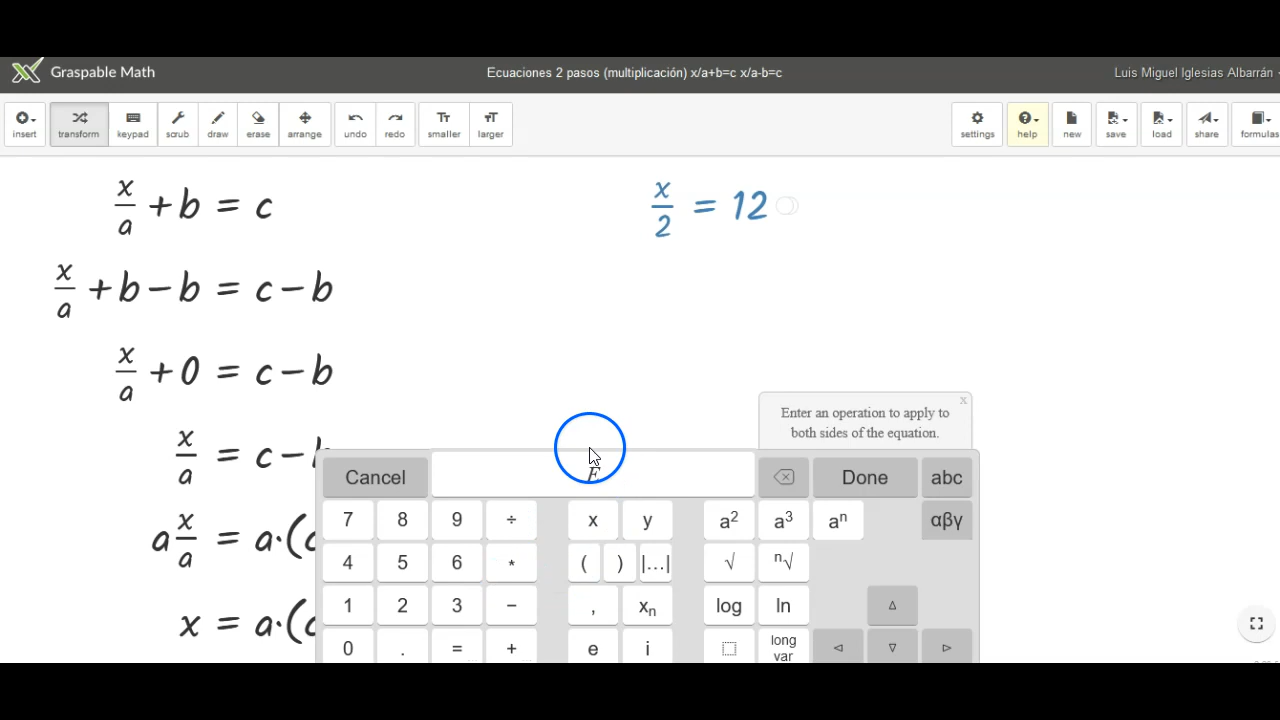 Graspable Math
Ecuaciones 2 pasos (multiplicación) x/a+b=c x/a-b=c
Luis Miguel Iglesias Albarrán
insert transform keypad scrub draw erase arrange undo redo smaller larger settings help new save load share formulas
x/a + b = c
x/2 = 12
x/a + b − b = c − b
x/a + 0 = c − b
x/a = c −
a x/a = a·(
x = a·(
Enter an operation to apply to x
both sides of the equation.
Cancel E Done abc
7 8 9 ÷ x y a² a³ aⁿ αβγ
4 5 6 * ( ) |...| √ ⁿ√
1 2 3 − , xₙ log ln △
0 . = + e i long ◁ ▽ ▷
var